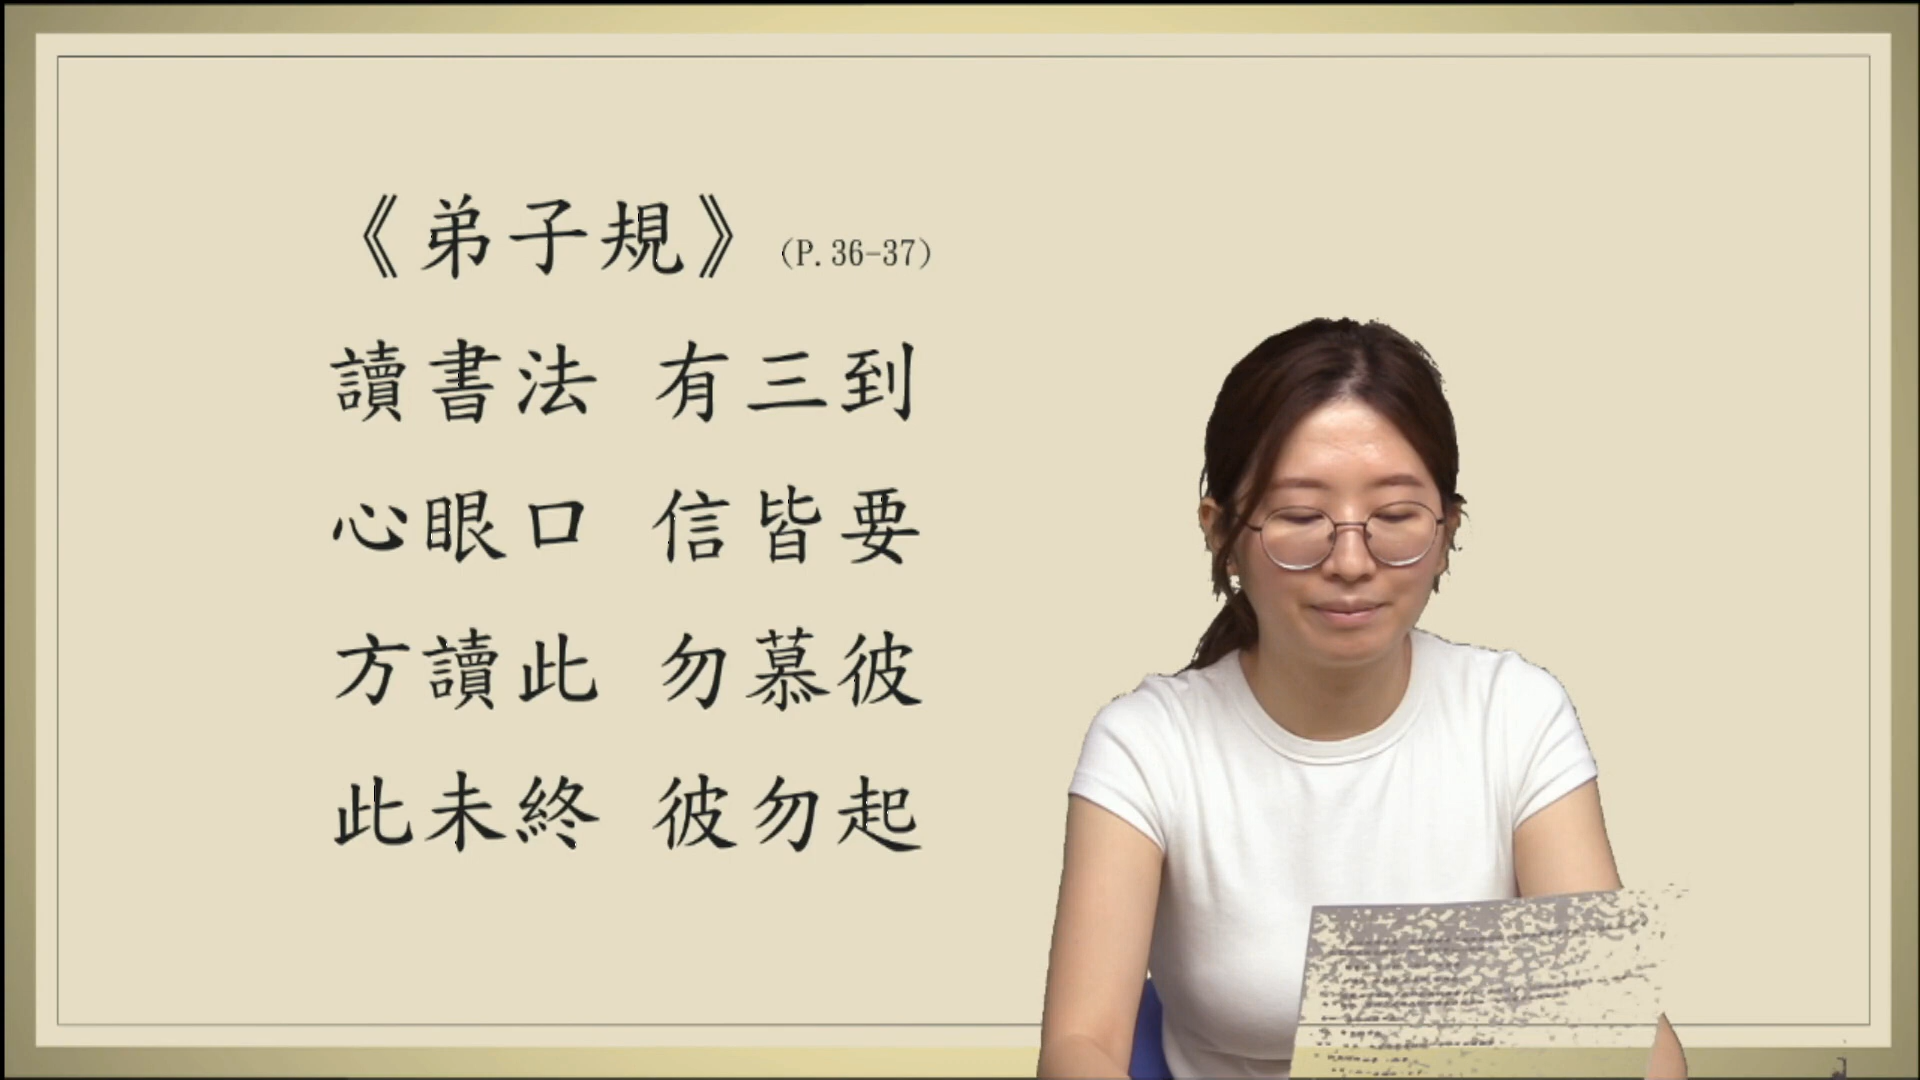 《弟子規》(P.36-37)
讀書法 有三到
心眼口 信皆要
方讀此 勿慕彼
此未終 彼勿起